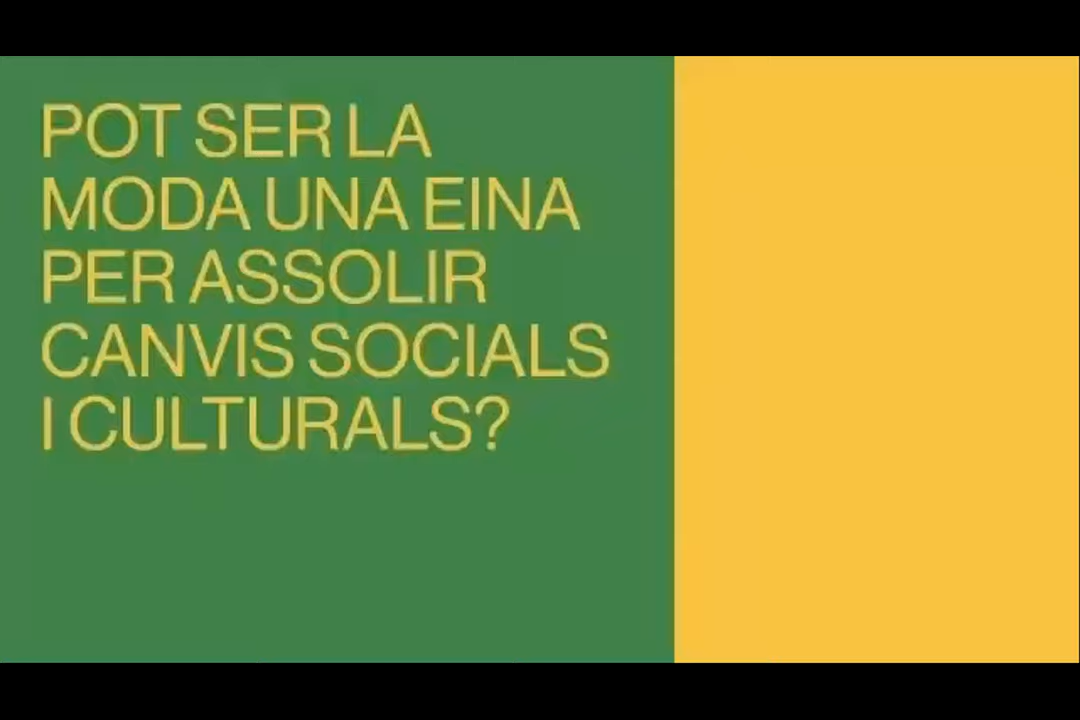 POT SER LA
MODA UNA EINA
PER ASSOLIR
CANVIS SOCIALS
I CULTURALS?